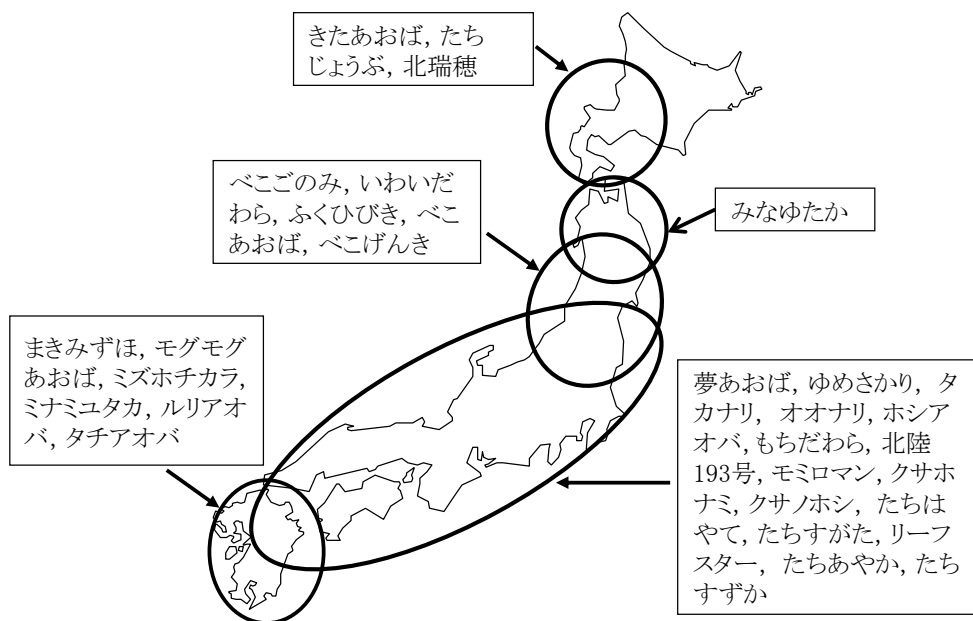 きたあおば, たち
じょうぶ, 北瑞穂
べこごのみ, いわいだ
わら, ふくひびき, べこ
あおば, べこげんき
みなゆたか
まきみずほ, モグモグ
あおば, ミズホチカラ,
ミナミユタカ, ルリアオ
バ, タチアオバ
夢あおば, ゆめさかり, タ
カナリ, オオナリ, ホシア
オバ, もちだわら, 北陸
193号, モミロマン, クサホ
ナミ, クサノホシ, たちは
やて, たちすがた, リーフ
スター, たちあやか, たち
すずか